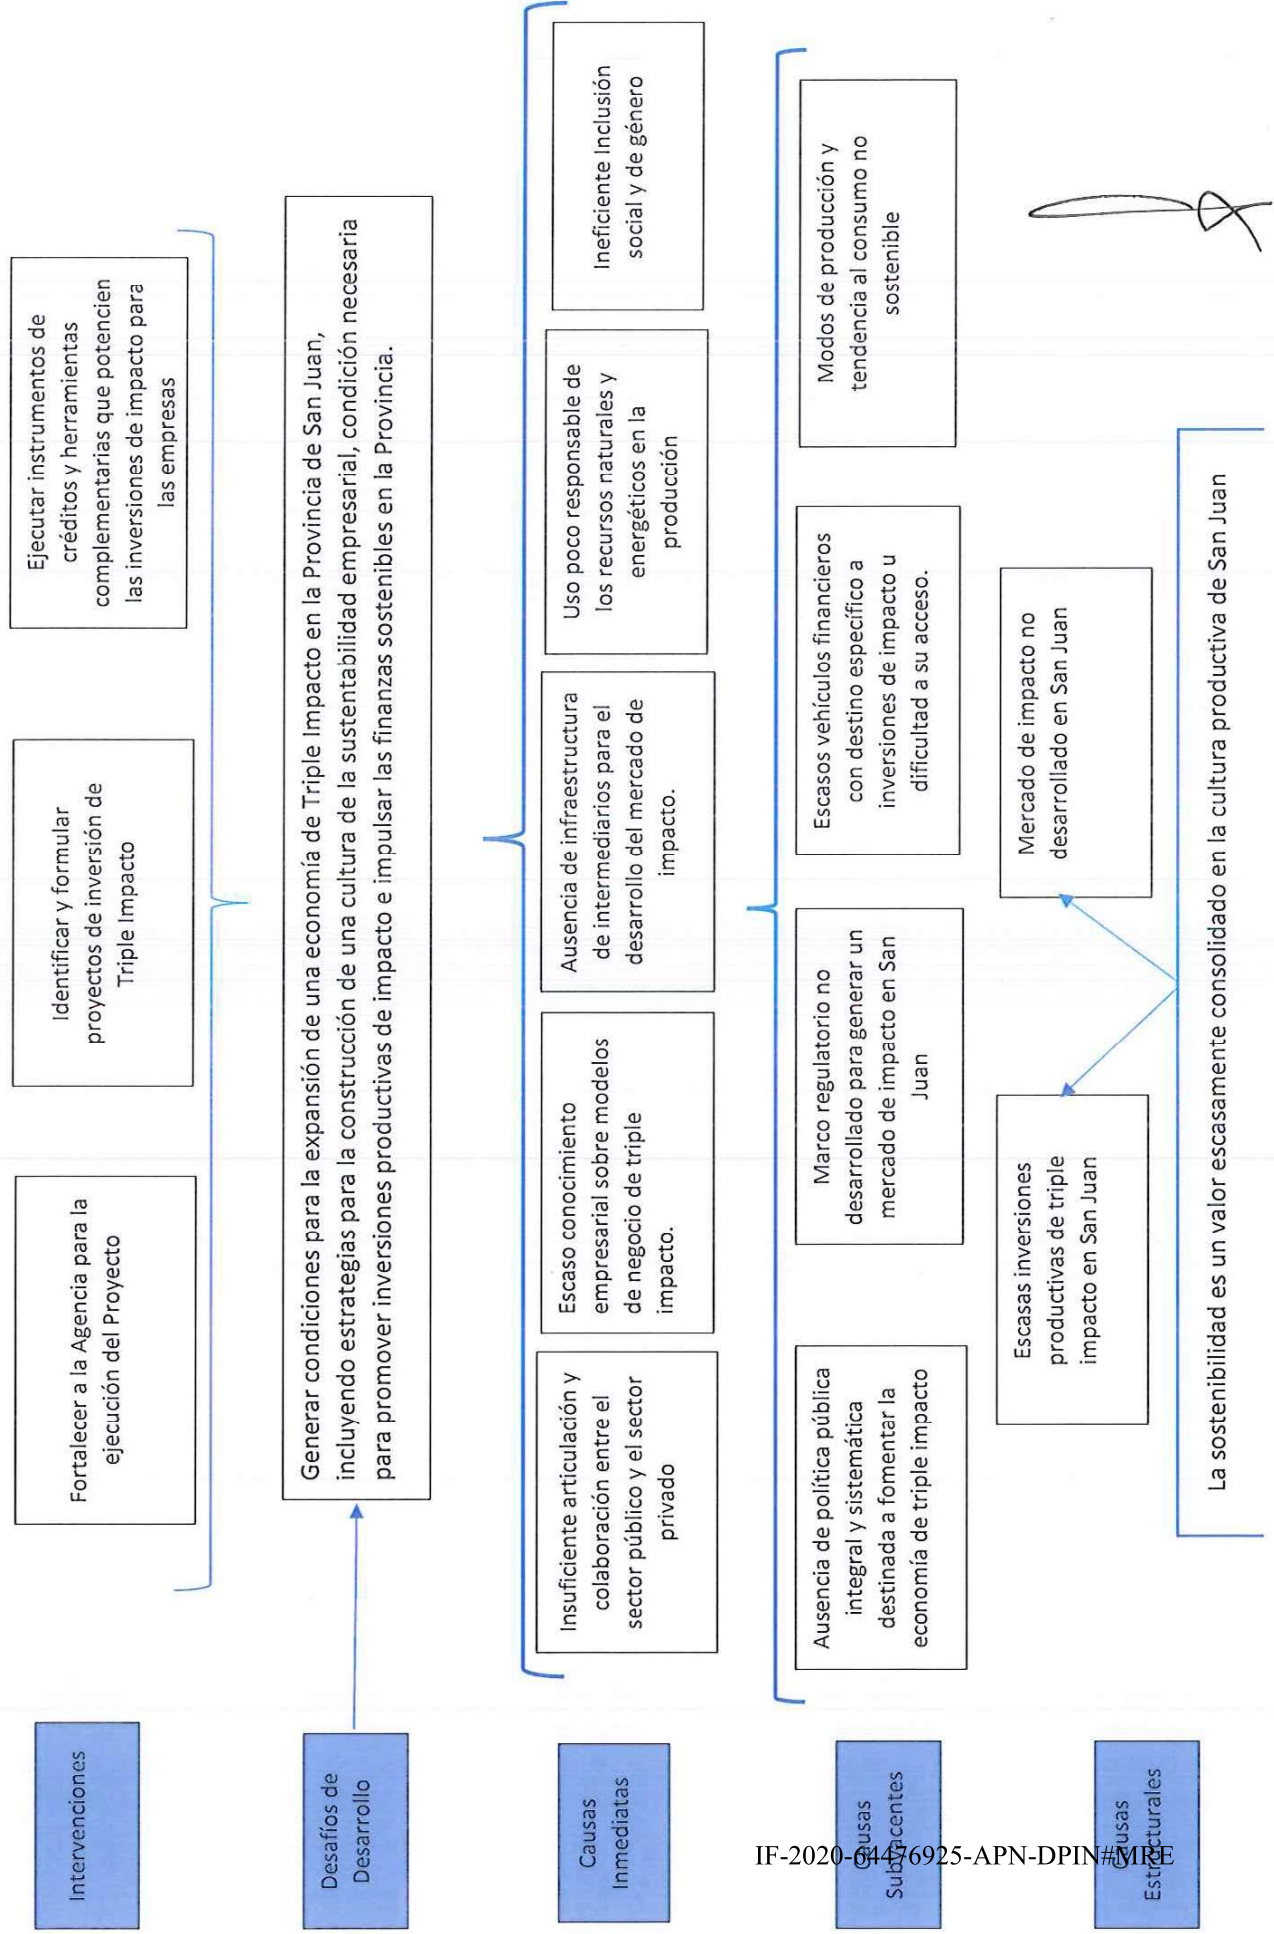 Intervenciones
Fortalecer a la Agencia para la
ejecución del Proyecto
Identificar y formular
proyectos de inversión de
Triple Impacto
Ejecutar instrumentos de
créditos y herramientas
complementarias que potencien
las inversiones de impacto para
las empresas
Desafíos de
Desarrollo
Generar condiciones para la expansión de una economía de Triple Impacto en la Provincia de San Juan,
incluyendo estrategias para la construcción de una cultura de la sustentabilidad empresarial, condición necesaria
para promover inversiones productivas de impacto e impulsar las finanzas sostenibles en la Provincia.
Causas
Inmediatas
Insuficiente articulación y
colaboración entre el
sector público y el sector
privado
Escaso conocimiento
empresarial sobre modelos
de negocio de triple
impacto.
Ausencia de infraestructura
de intermediarios para el
desarrollo del mercado de
impacto.
Uso poco responsable de
los recursos naturales y
energéticos en la
producción
Ineficiente Inclusión
social y de género
Causas
Subyacentes
Ausencia de política pública
integral y sistemática
destinada a fomentar la
economía de triple impacto
Marco regulatorio no
desarrollado para generar un
mercado de impacto en San
Juan
Escasos vehículos financieros
con destino específico a
inversiones de impacto u
dificultad a su acceso.
Modos de producción y
tendencia al consumo no
sostenible
Causas
Estructurales
Escasas inversiones
productivas de triple
impacto en San Juan
Mercado de impacto no
desarrollado en San Juan
La sostenibilidad es un valor escasamente consolidado en la cultura productiva de San Juan
IF-2020-64476925-APN-DPIN#MRE